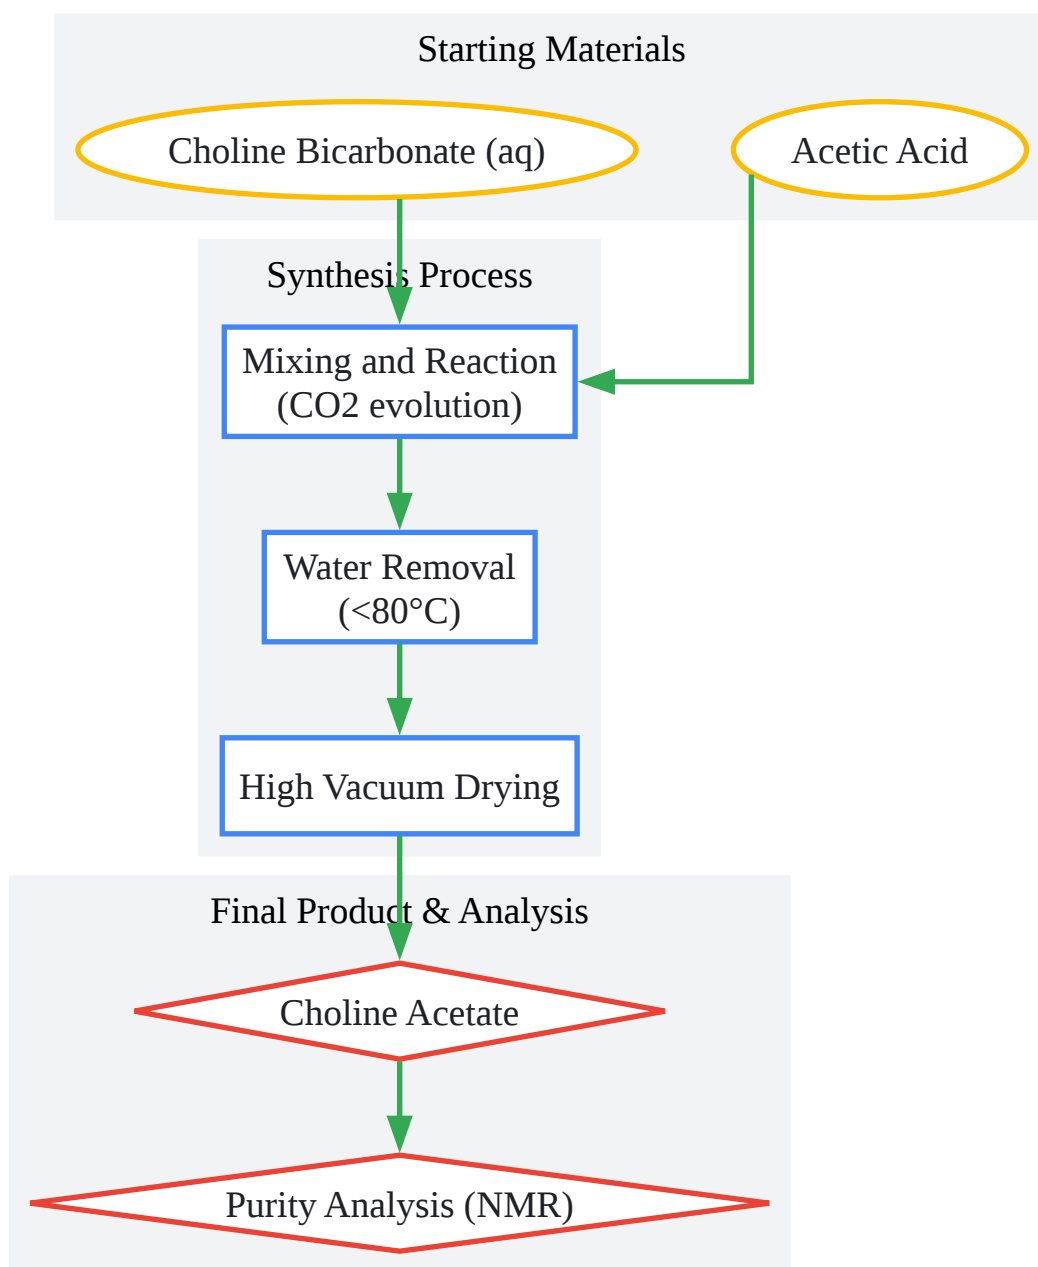 Starting Materials
Choline Bicarbonate (aq)
Acetic Acid
Synthesis Process
Mixing and Reaction
(CO2 evolution)
Water Removal
(<80°C)
High Vacuum Drying
Final Product & Analysis
Choline Acetate
Purity Analysis (NMR)